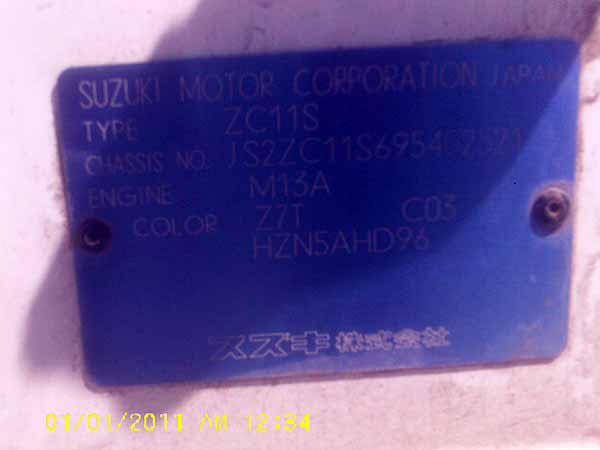 SUZUKI MOTOR CORPORATION JAPAN
TYPE ZC11S
CHASSIS NO.
ENGINE M13A
COLOR Z7T C03
HZN5AHD96
スズキ株式会社
01/01/2011 AM 12:34